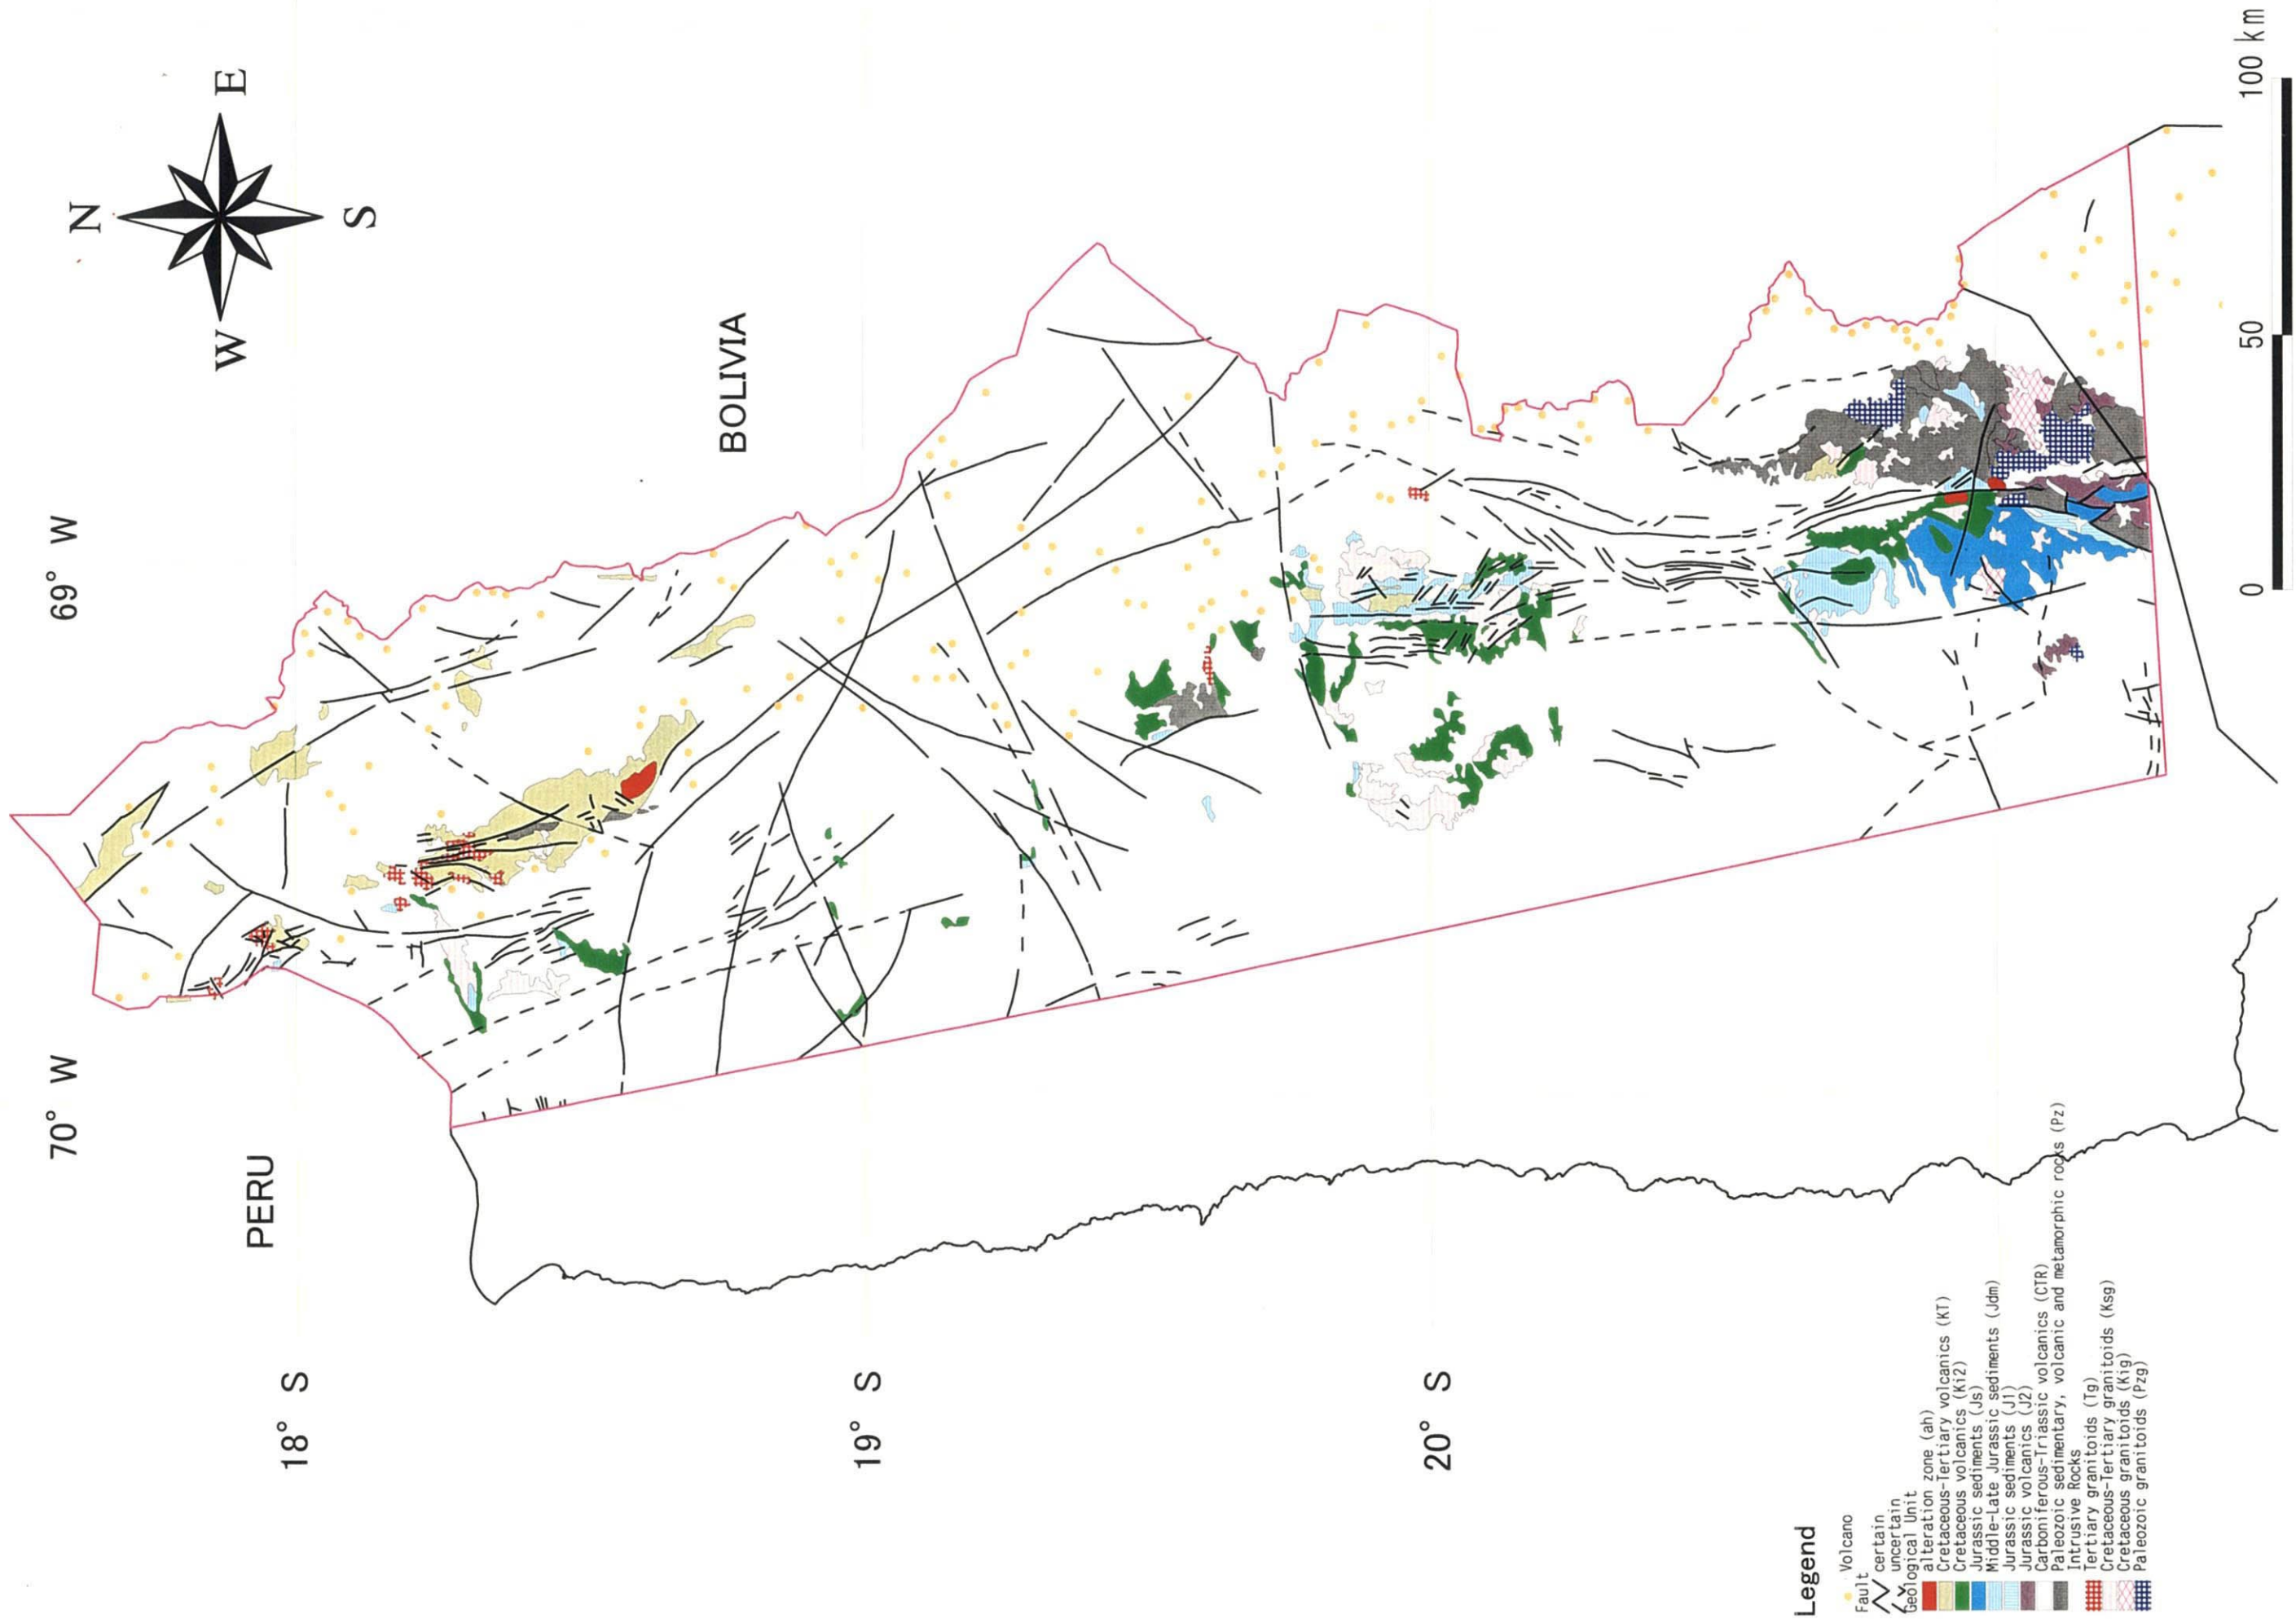 N
W
E
S
70° W
69° W
PERU
BOLIVIA
18° S
19° S
20° S
Legend
Volcano
Fault
certain
uncertain
Geological Unit
alteration zone (ah)
Cretaceous-Tertiary volcanics (KT)
Cretaceous volcanics (Ki2)
Jurassic sediments (Js)
Middle-Late Jurassic sediments (Jdm)
Jurassic sediments (J1)
Jurassic volcanics (J2)
Carboniferous-Triassic volcanics (CTR)
Paleozoic sedimentary, volcanic and metamorphic rocks (Pz)
Intrusive Rocks
Tertiary granitoids (Tg)
Cretaceous-Tertiary granitoids (Ksg)
Cretaceous granitoids (Kig)
Paleozoic granitoids (Pzg)
0
50
100 km